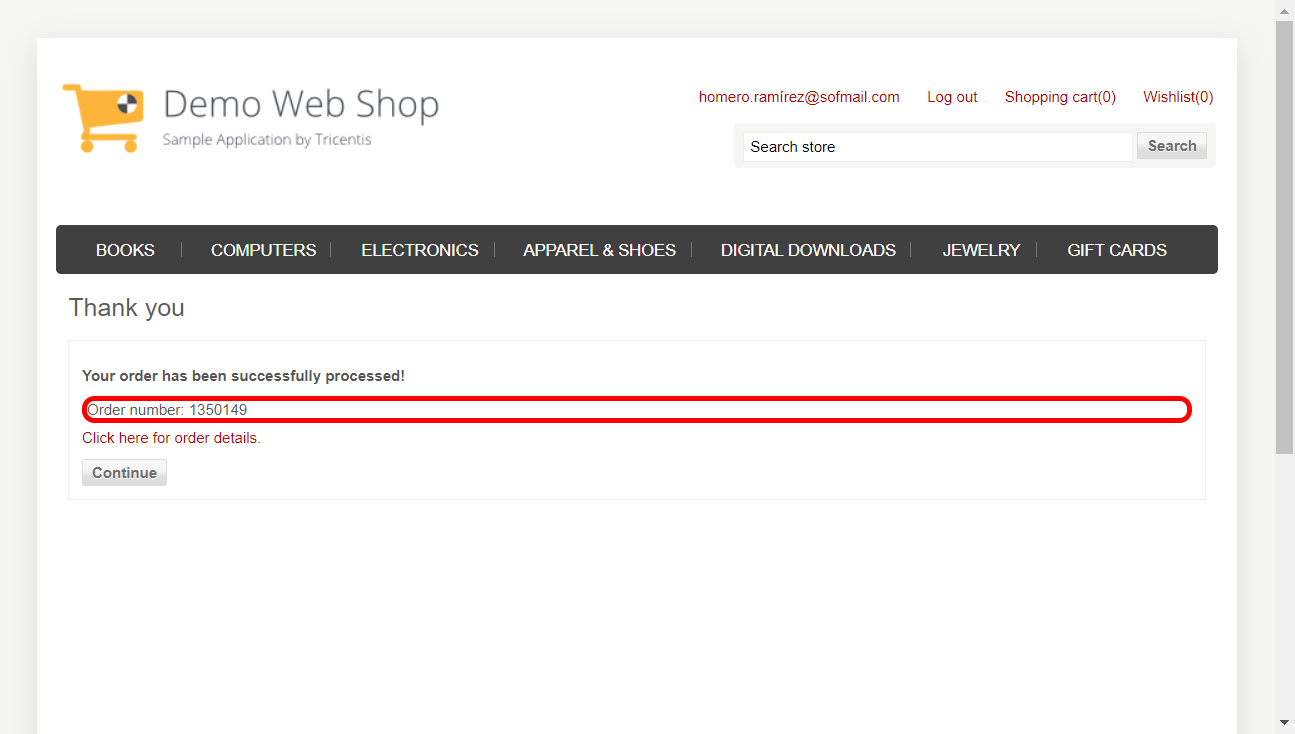 Demo Web Shop
Sample Application by Tricentis
homero.ramírez@sofmail.com Log out Shopping cart(0) Wishlist(0)
Search store Search
BOOKS COMPUTERS ELECTRONICS APPAREL & SHOES DIGITAL DOWNLOADS JEWELRY GIFT CARDS
Thank you
Your order has been successfully processed!
Order number: 1350149
Click here for order details.
Continue